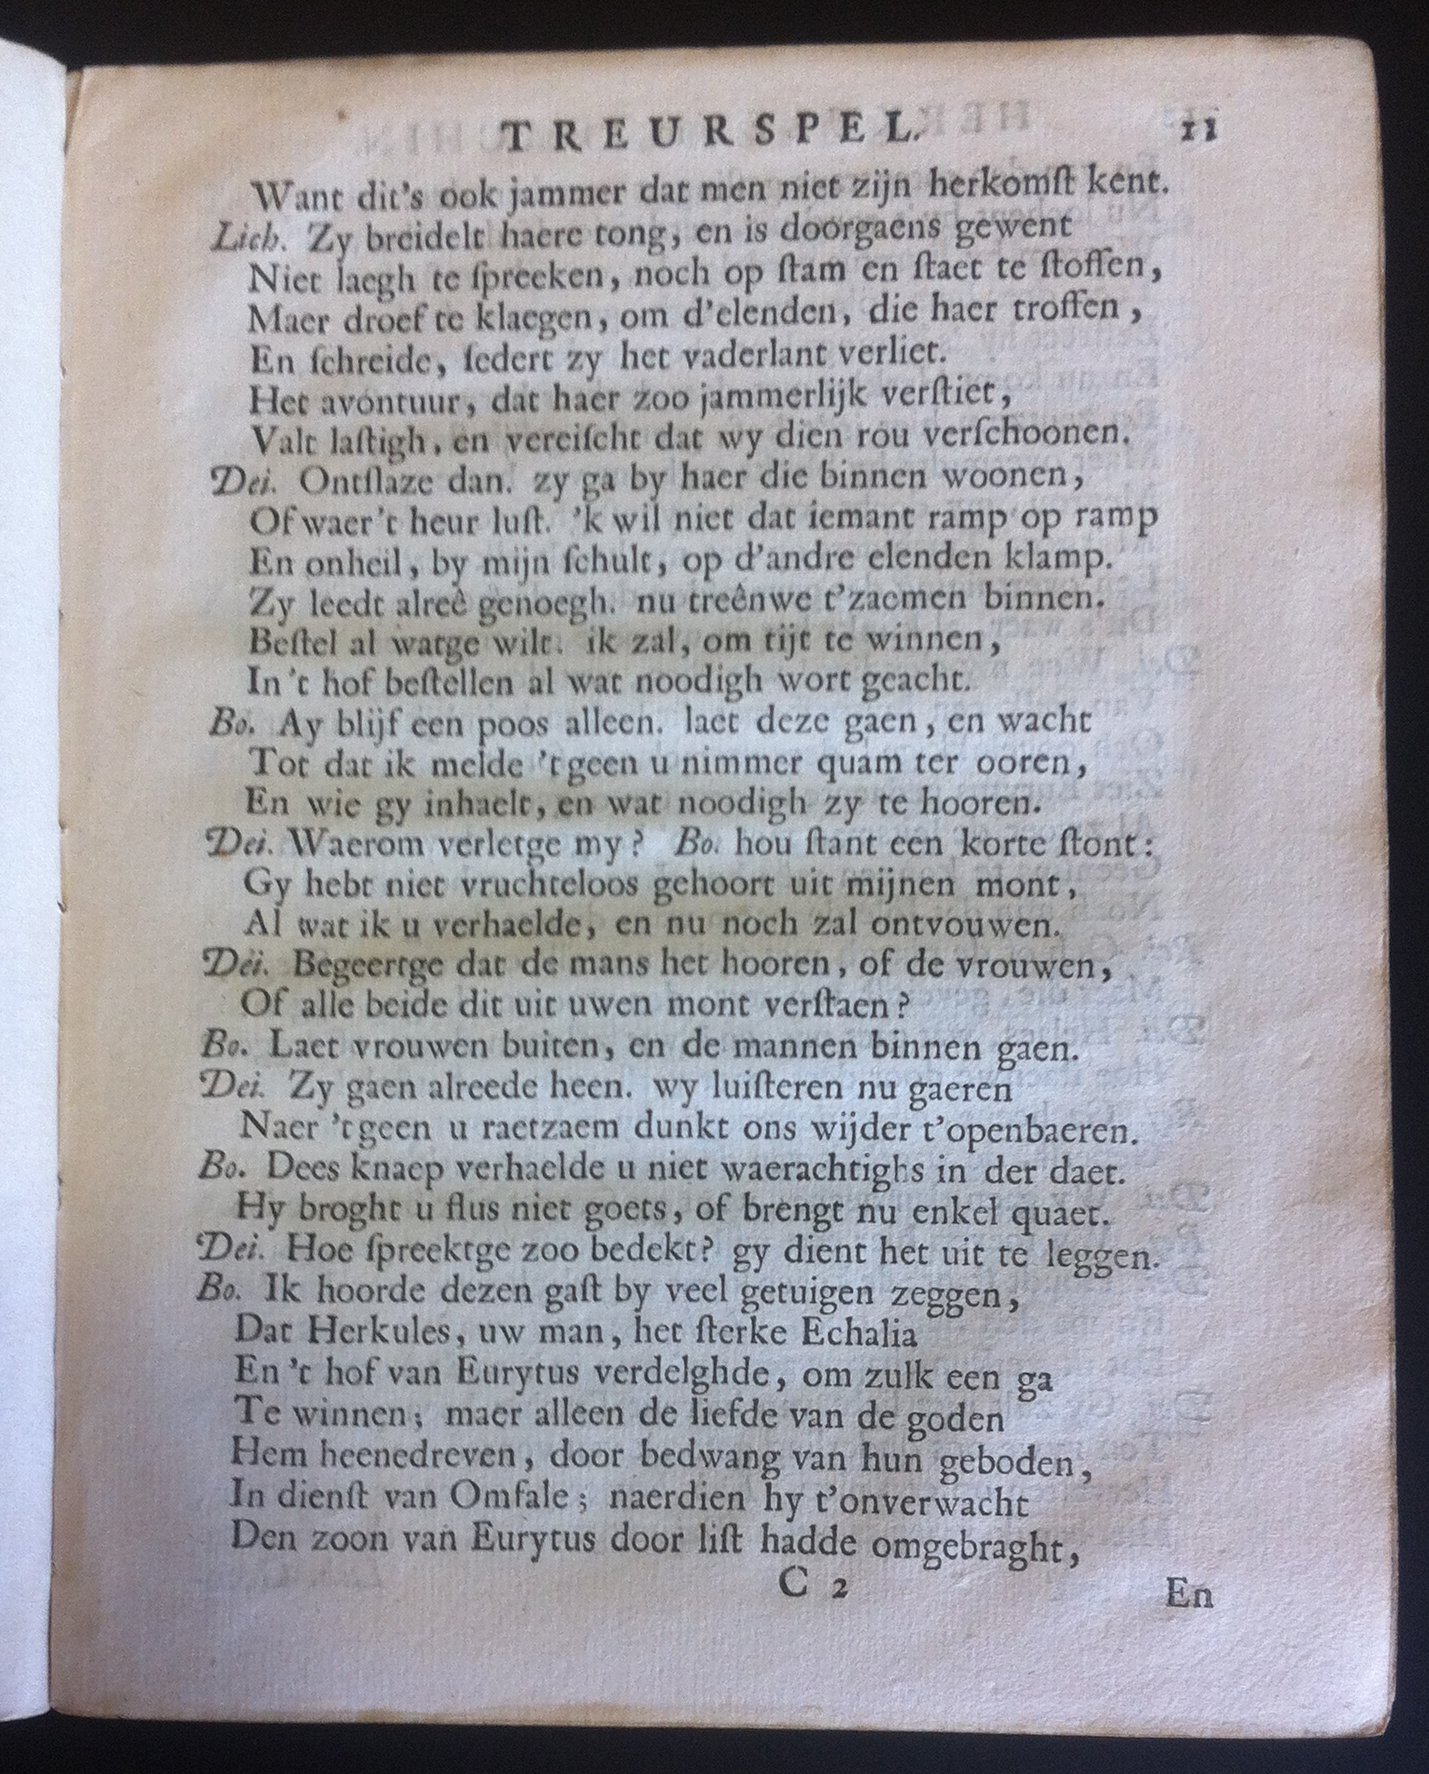 TREURSPEL. 11
Want dit's ook jammer dat men niet zijn herkomſt kent.
Lich. Zy breidelt haere tong, en is doorgaens gewent
Niet laegh te ſpreeken, noch op ſtam en ſtaet te ſtoffen,
Maer droef te klaegen, om d'elenden, die haer troffen,
En ſchreide, ſedert zy het vaderlant verliet.
Het avontuur, dat haer zoo jammerlijk verſtiet,
Valt laſtigh, en vereiſcht dat wy dien rou verſchoonen.
Dei. Ontſlaze dan. zy ga by haer die binnen woonen,
Of waer't heur luſt. 'k wil niet dat iemant ramp op ramp
En onheil, by mijn ſchult, op d'andre elenden klamp.
Zy leedt alreê genoegh. nu treênwe t'zaemen binnen.
Beſtel al watge wilt. ik zal, om tijt te winnen,
In 't hof beſtellen al wat noodigh wort geacht.
Bo. Ay blijf een poos alleen. laet deze gaen, en wacht
Tot dat ik melde 't geen u nimmer quam ter ooren,
En wie gy inhaelt, en wat noodigh zy te hooren.
Dei. Waerom verletge my? Bo. hou ſtant een korte ſtont:
Gy hebt niet vruchteloos gehoort uit mijnen mont,
Al wat ik u verhaelde, en nu noch zal ontvouwen.
Dei. Begeertge dat de mans het hooren, of de vrouwen,
Of alle beide dit uit uwen mont verſtaen?
Bo. Laet vrouwen buiten, en de mannen binnen gaen.
Dei. Zy gaen alreede heen. wy luiſteren nu gaeren
Naer 't geen u raetzaem dunkt ons wijder t'openbaeren.
Bo. Dees knaep verhaelde u niet waerachtighs in der daet.
Hy broght u flus niet goets, of brengt nu enkel quaet.
Dei. Hoe ſpreektge zoo bedekt? gy dient het uit te leggen.
Bo. Ik hoorde dezen gaſt by veel getuigen zeggen,
Dat Herkules, uw man, het ſterke Echalia
En 't hof van Eurytus verdelghde, om zulk een ga
Te winnen; maer alleen de liefde van de goden
Hem heenedreven, door bedwang van hun geboden,
In dienſt van Omfale; naerdien hy t'onverwacht
Den zoon van Eurytus door liſt hadde omgebraght,
C 2 En